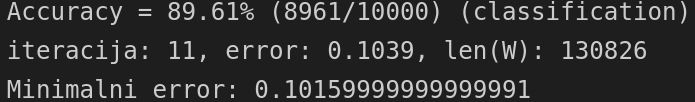 Accuracy = 89.61% (8961/10000) (classification)
iteracija: 11, error: 0.1039, len(W): 130826
Minimalni error: 0.10159999999999991